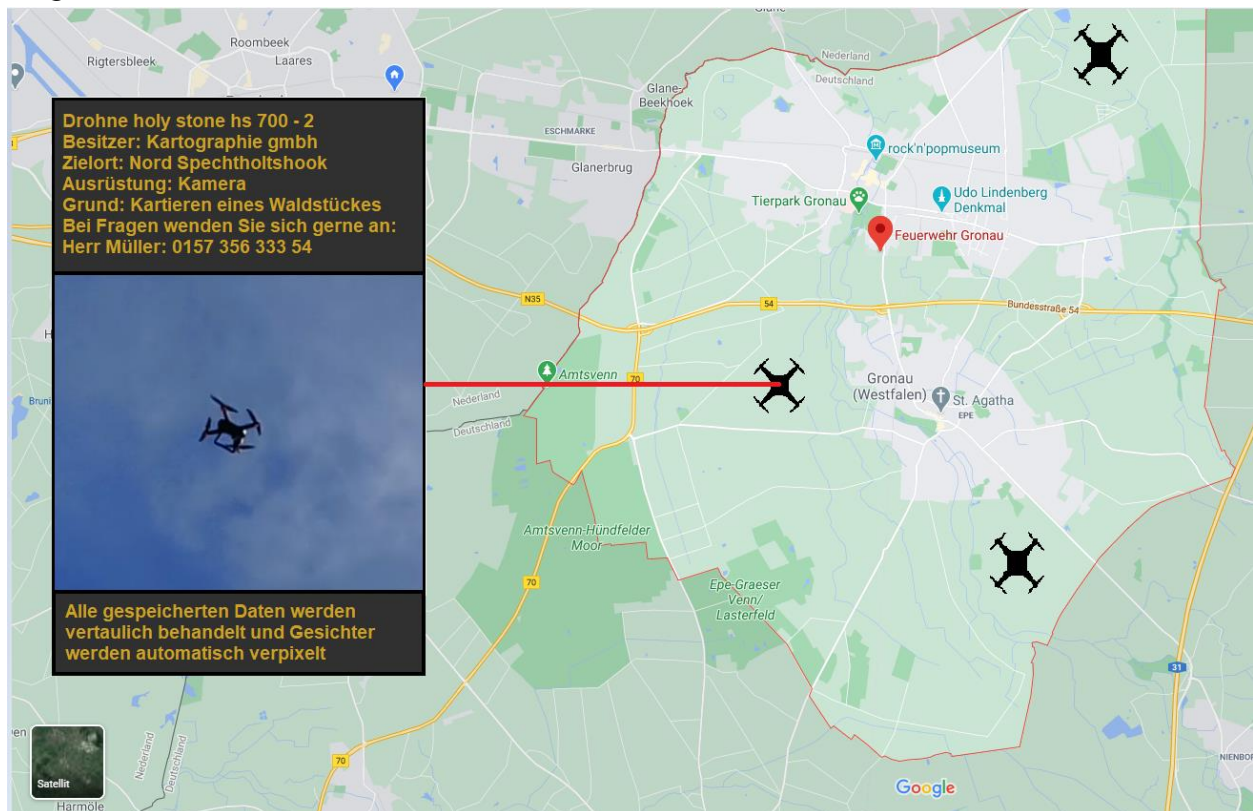 Roombeek
Rigtersbleek
Laares
Glane
Nederland
Deutschland
Glane-
Beekhoek
ESCHMARKE
Glanerbrug
rock'n'popmuseum
Tierpark Gronau
Udo Lindenberg
Denkmal
Feuerwehr Gronau
Drohne holy stone hs 700 - 2
Besitzer: Kartographie gmbh
Zielort: Nord Spechtholtshook
Ausrüstung: Kamera
Grund: Kartieren eines Waldstückes
Bei Fragen wenden Sie sich gerne an:
Herr Müller: 0157 356 333 54
N35
54
Bundesstraße 54
Amtsvenn
70
Nederland
Deutschland
Gronau
(Westfalen)
St. Agatha
EPE
Amtsvenn-Hündfelder
Moor
70
Epe-Graeser
Venn/
Lasterfeld
Alle gespeicherten Daten werden
vertaulich behandelt und Gesichter
werden automatisch verpixelt
31
Satellit
Nederland
Deutschland
70
Harmöle
Google